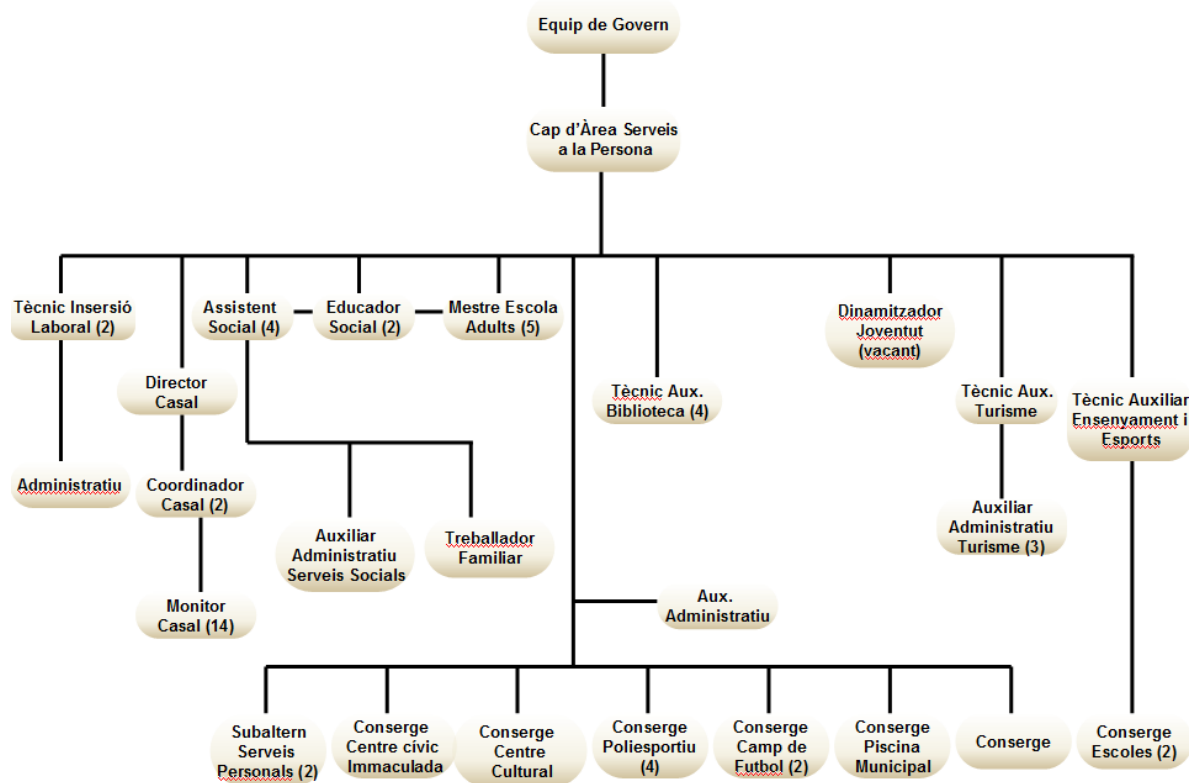 Equip de Govern
Cap d'Àrea Serveis
a la Persona
Tècnic Insersió
Laboral (2)
Assistent
Social (4)
Educador
Social (2)
Mestre Escola
Adults (5)
Dinamitzador
Joventut
(vacant)
Director
Casal
Tècnic Aux.
Biblioteca (4)
Tècnic Aux.
Turisme
Tècnic Auxiliar
Ensenyament i
Esports
Administratiu
Coordinador
Casal (2)
Auxiliar
Administratiu
Serveis Socials
Treballador
Familiar
Auxiliar
Administratiu
Turisme (3)
Monitor
Casal (14)
Aux.
Administratiu
Subaltern
Serveis
Personals (2)
Conserge
Centre cívic
Immaculada
Conserge
Centre
Cultural
Conserge
Poliesportiu
(4)
Conserge
Camp de
Futbol (2)
Conserge
Piscina
Municipal
Conserge
Conserge
Escoles (2)